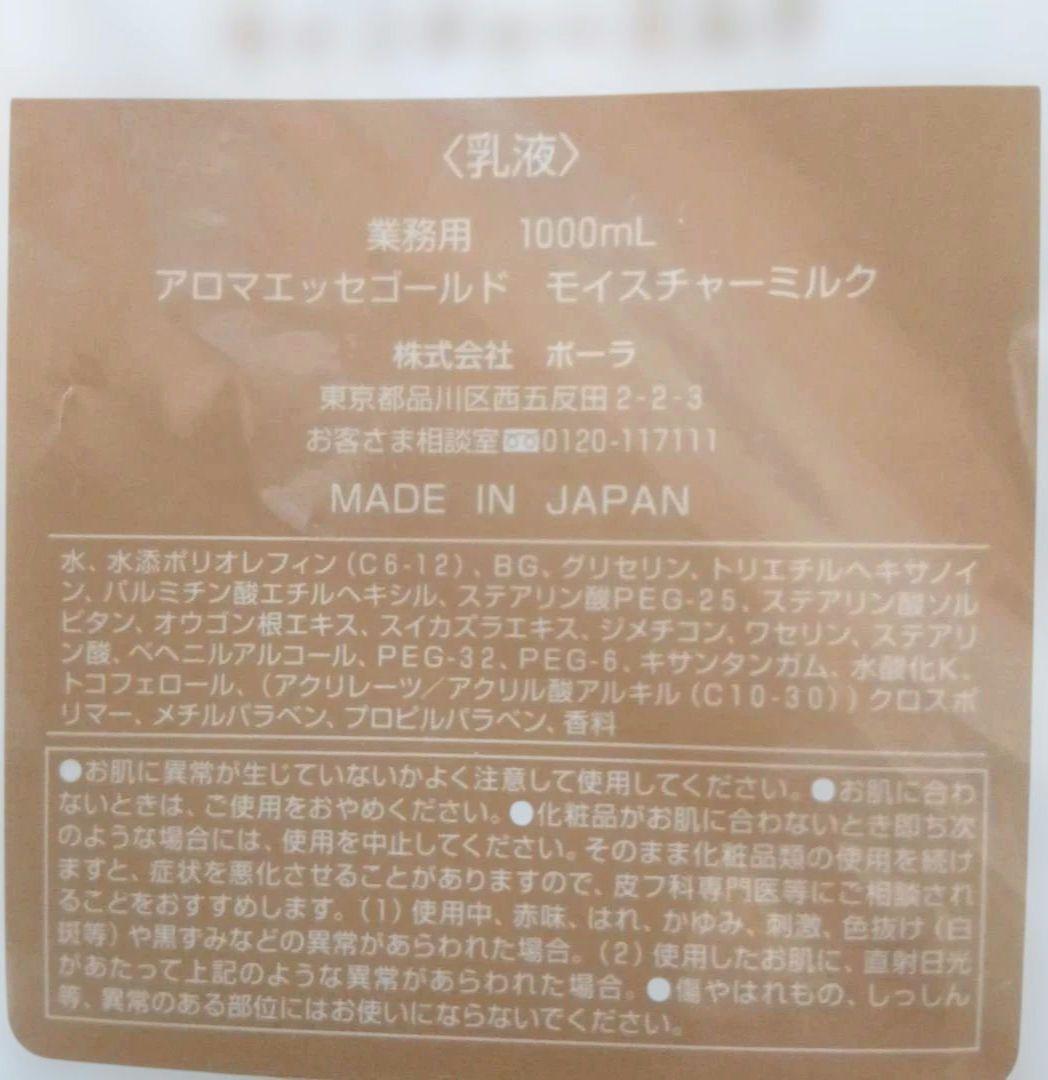 〈乳液〉
業務用 1000mL
アロマエッセゴールド モイスチャーミルク
株式会社 ポーラ
東京都品川区西五反田2-2-3
お客さま相談室 0120-117111
MADE IN JAPAN
水、水添ポリオレフィン(C6-12)、BG、グリセリン、トリエチルヘキサノイ
ン、パルミチン酸エチルヘキシル、ステアリン酸PEG-25、ステアリン酸ソル
ビタン、オウゴン根エキス、スイカズラエキス、ジメチコン、ワセリン、ステアリ
ン酸、ベヘニルアルコール、PEG-32、PEG-6、キサンタンガム、水酸化K、
トコフェロール、(アクリレーツ/アクリル酸アルキル(C10-30))クロスポ
リマー、メチルパラベン、プロピルパラベン、香料
●お肌に異常が生じていないかよく注意して使用してください。●お肌に合わ
ないときは、ご使用をおやめください。●化粧品がお肌に合わないとき即ち次
のような場合には、使用を中止してください。そのまま化粧品類の使用を続け
ますと、症状を悪化させることがありますので、皮フ科専門医等にご相談され
ることをおすすめします。(1)使用中、赤味、はれ、かゆみ、刺激、色抜け(白
斑等)や黒ずみなどの異常があらわれた場合。(2)使用したお肌に、直射日光
があたって上記のような異常があらわれた場合。●傷やはれもの、しっしん
等、異常のある部位にはお使いにならないでください。